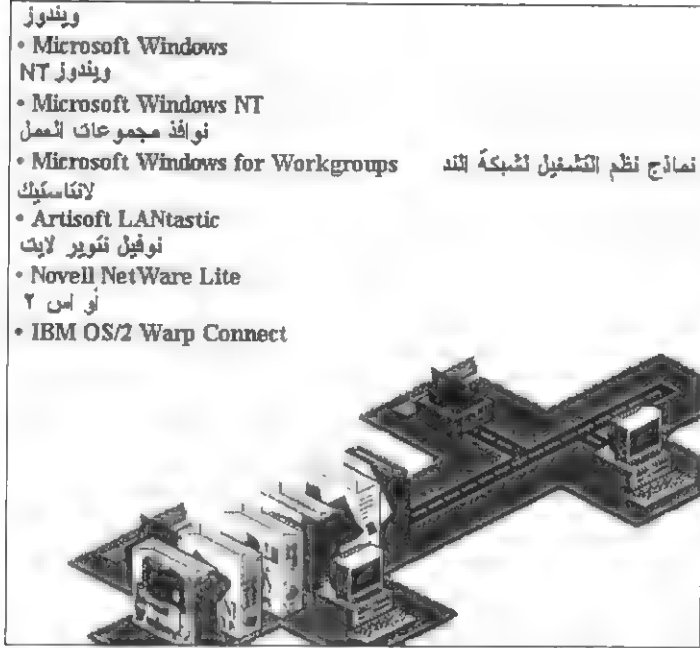 ويندوز
• Microsoft Windows
ويندوز NT
• Microsoft Windows NT
نوافذ مجموعات العمل
• Microsoft Windows for Workgroups نماذج نظم التشغيل لشبكة الند
لانتاستيك
• Artisoft LANtastic
نوفيل نتوير لايت
• Novell NetWare Lite
أو اس ٢
• IBM OS/2 Warp Connect